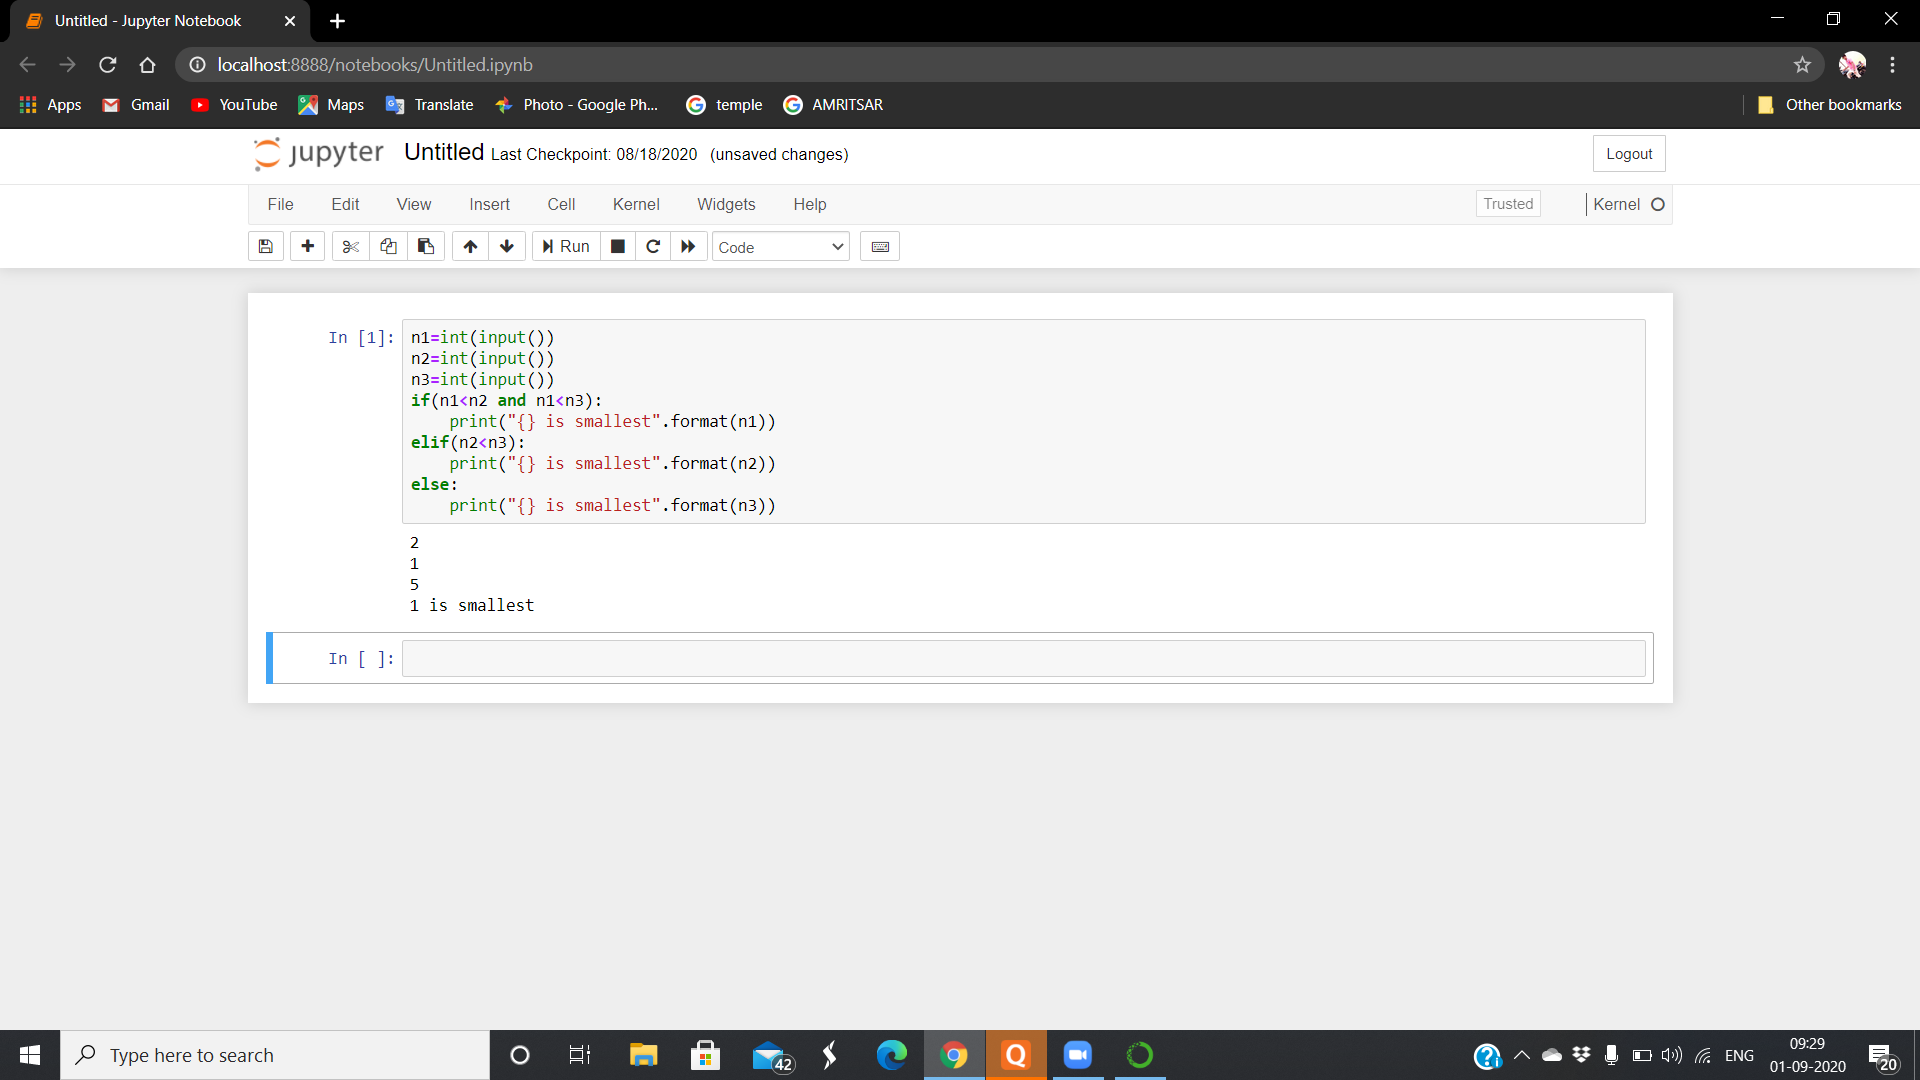 Untitled - Jupyter Notebook
localhost:8888/notebooks/Untitled.ipynb
Apps Gmail YouTube Maps Translate Photo - Google Ph... temple AMRITSAR Other bookmarks
jupyter Untitled Last Checkpoint: 08/18/2020 (unsaved changes) Logout
File Edit View Insert Cell Kernel Widgets Help Trusted Kernel
Run Code
In [1]: n1=int(input())
n2=int(input())
n3=int(input())
if(n1<n2 and n1<n3):
    print("{} is smallest".format(n1))
elif(n2<n3):
    print("{} is smallest".format(n2))
else:
    print("{} is smallest".format(n3))
2
1
5
1 is smallest
In [ ]:
Type here to search 42 Q ENG 09:29
01-09-2020 20